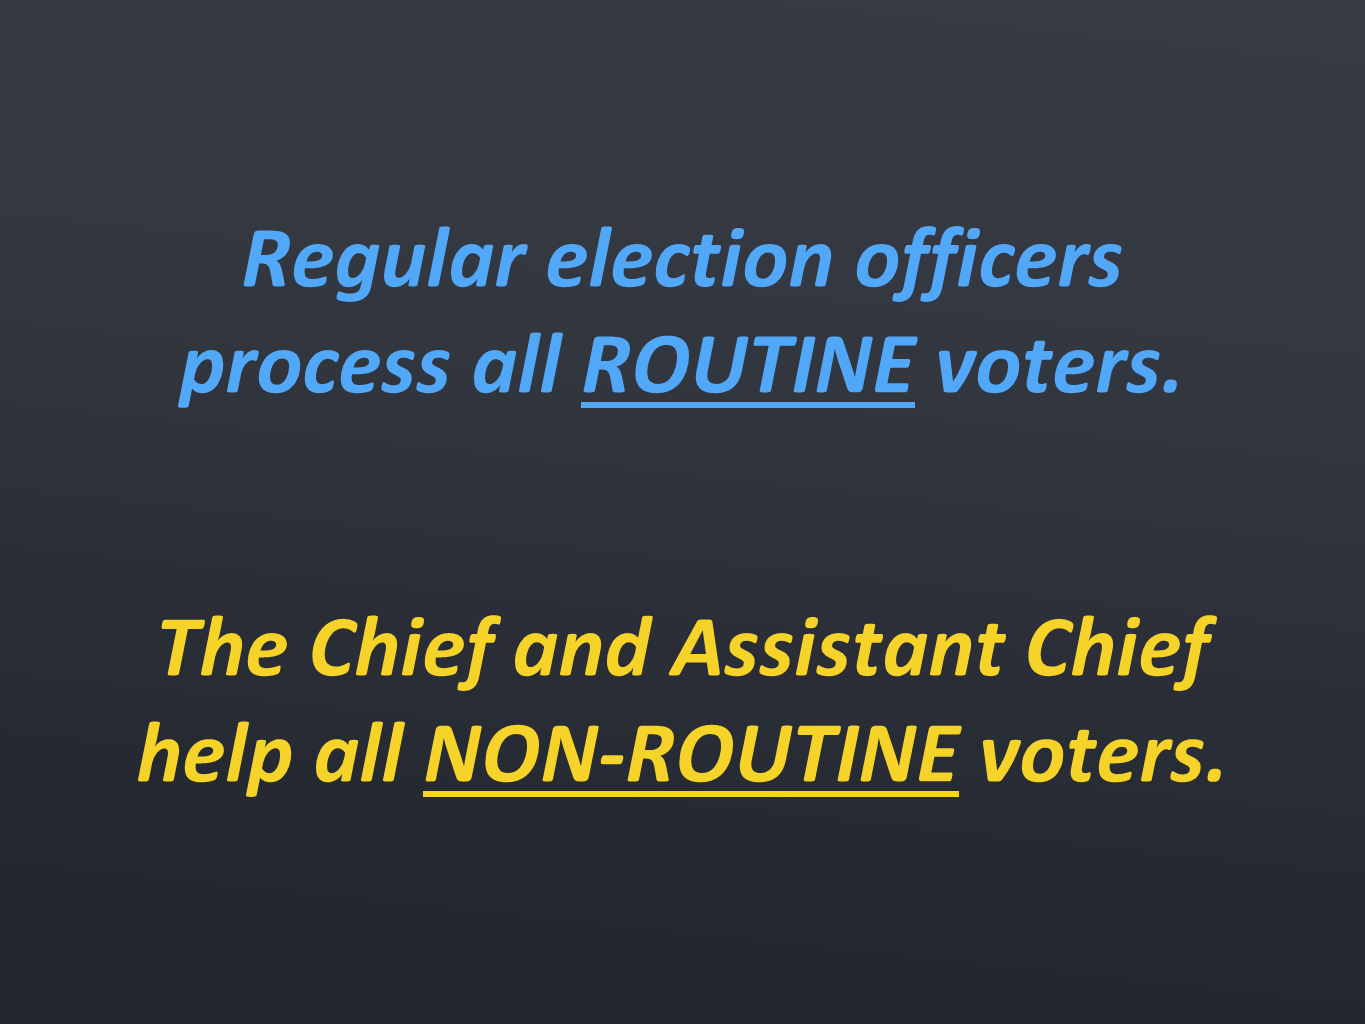 Regular election officers
process all ROUTINE voters.
The Chief and Assistant Chief
help all NON-ROUTINE voters.